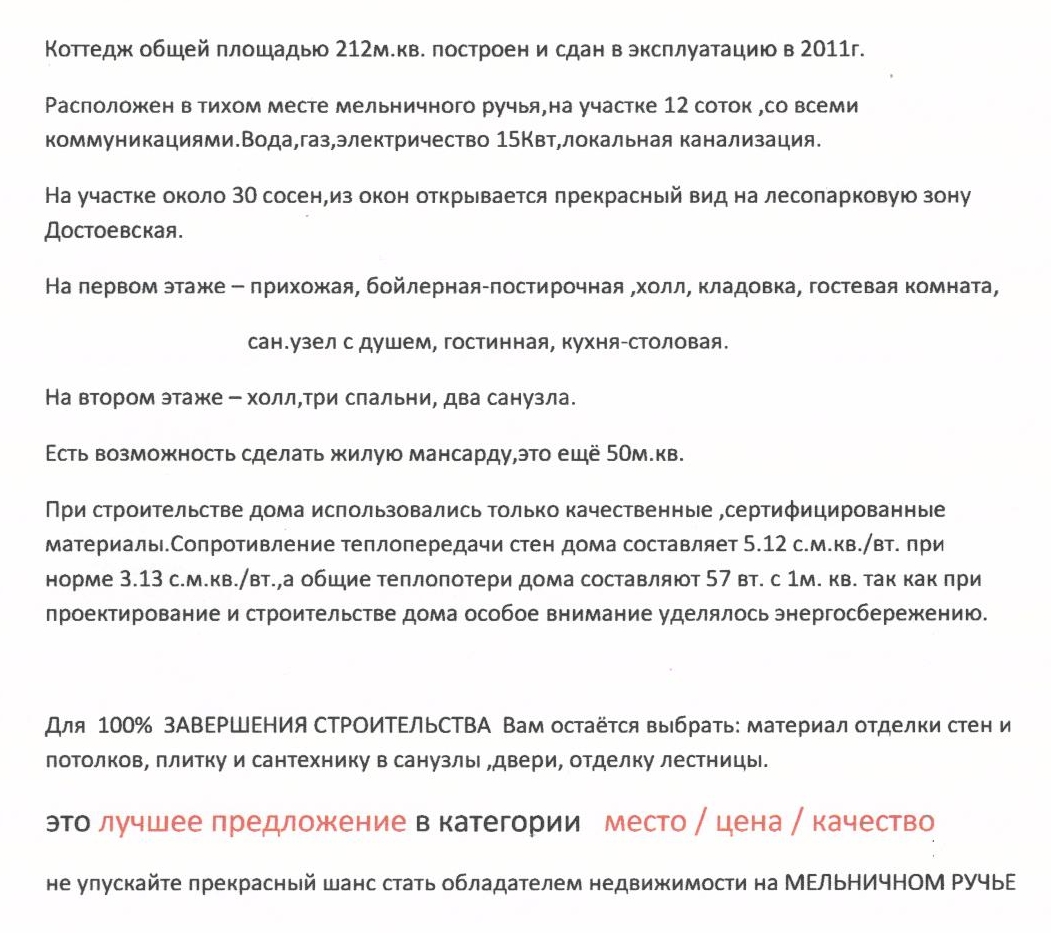 Коттедж общей площадью 212м.кв. построен и сдан в эксплуатацию в 2011г.
Расположен в тихом месте мельничного ручья,на участке 12 соток ,со всеми
коммуникациями.Вода,газ,электричество 15Квт,локальная канализация.
На участке около 30 сосен,из окон открывается прекрасный вид на лесопарковую зону
Достоевская.
На первом этаже – прихожая, бойлерная-постирочная ,холл, кладовка, гостевая комната,
сан.узел с душем, гостинная, кухня-столовая.
На втором этаже – холл,три спальни, два санузла.
Есть возможность сделать жилую мансарду,это ещё 50м.кв.
При строительстве дома использовались только качественные ,сертифицированные
материалы.Сопротивление теплопередачи стен дома составляет 5.12 с.м.кв./вт. при
норме 3.13 с.м.кв./вт.,а общие теплопотери дома составляют 57 вт. с 1м. кв. так как при
проектирование и строительстве дома особое внимание уделялось энергосбережению.
Для 100% ЗАВЕРШЕНИЯ СТРОИТЕЛЬСТВА Вам остаётся выбрать: материал отделки стен и
потолков, плитку и сантехнику в санузлы ,двери, отделку лестницы.
это лучшее предложение в категории место / цена / качество
не упускайте прекрасный шанс стать обладателем недвижимости на МЕЛЬНИЧНОМ РУЧЬЕ